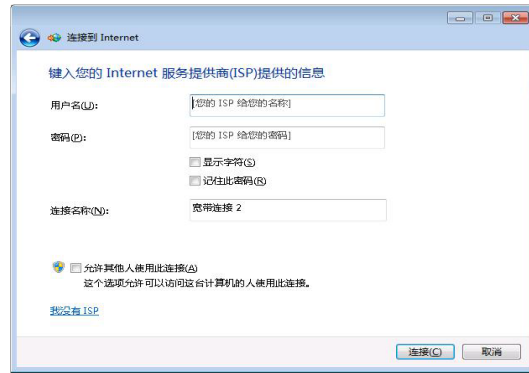 连接到 Internet
键入您的 Internet 服务提供商(ISP)提供的信息
用户名(U):
[您的 ISP 给您的名称]
密码(P):
[您的 ISP 给您的密码]
显示字符(S)
记住此密码(R)
连接名称(N):
宽带连接 2
允许其他人使用此连接(A)
这个选项允许可以访问这台计算机的人使用此连接。
我没有 ISP
连接(C)
取消